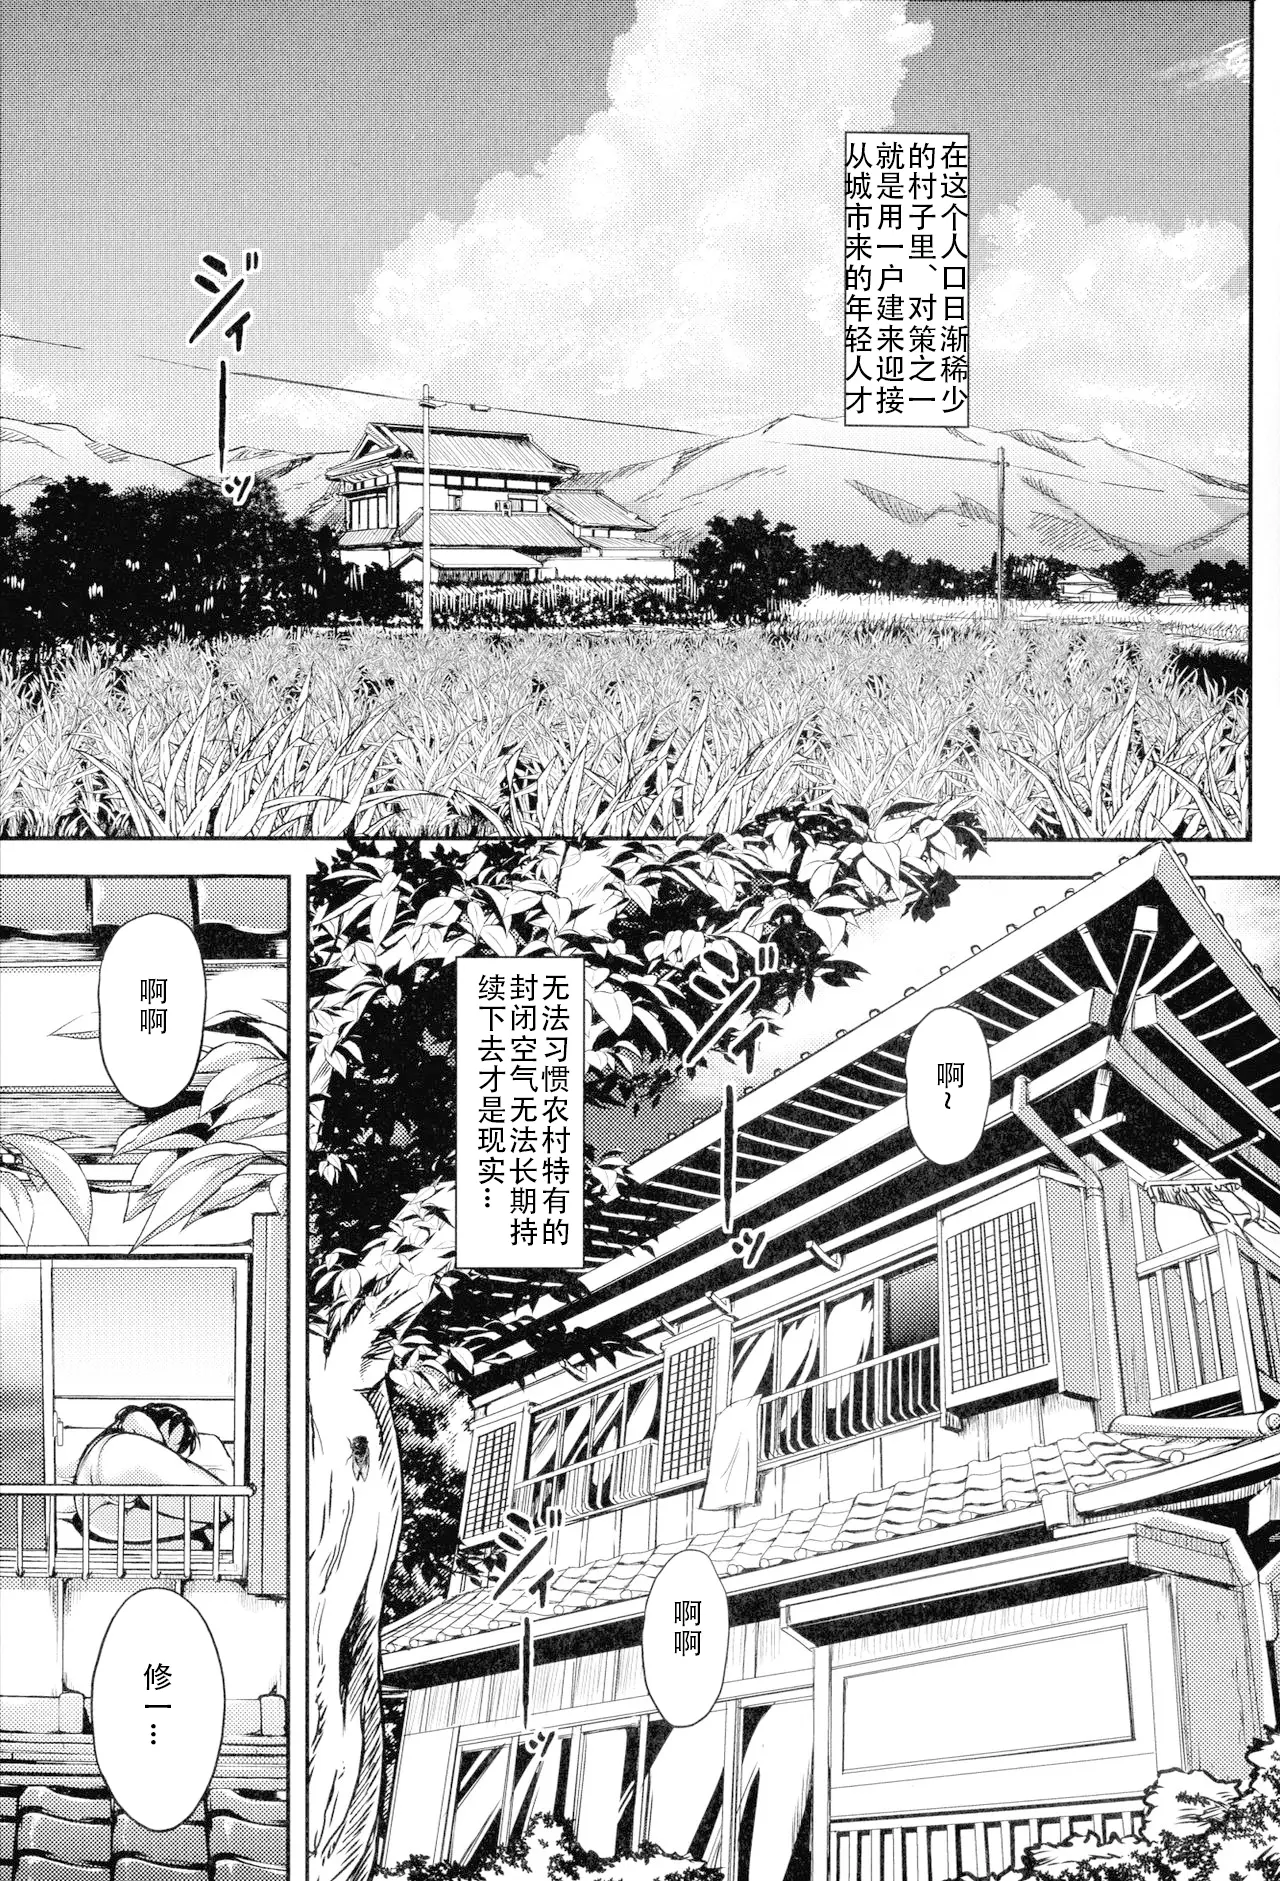 在这个人口日渐稀少
的村子里、对策之一
就是用一户建来迎接
从城市来的年轻人才
ジィーッ
无法习惯农村特有的
封闭空气无法长期持
续下去才是现实…
ジィーッ
啊~
ジィーッ
啊
啊
啊
啊
修一…